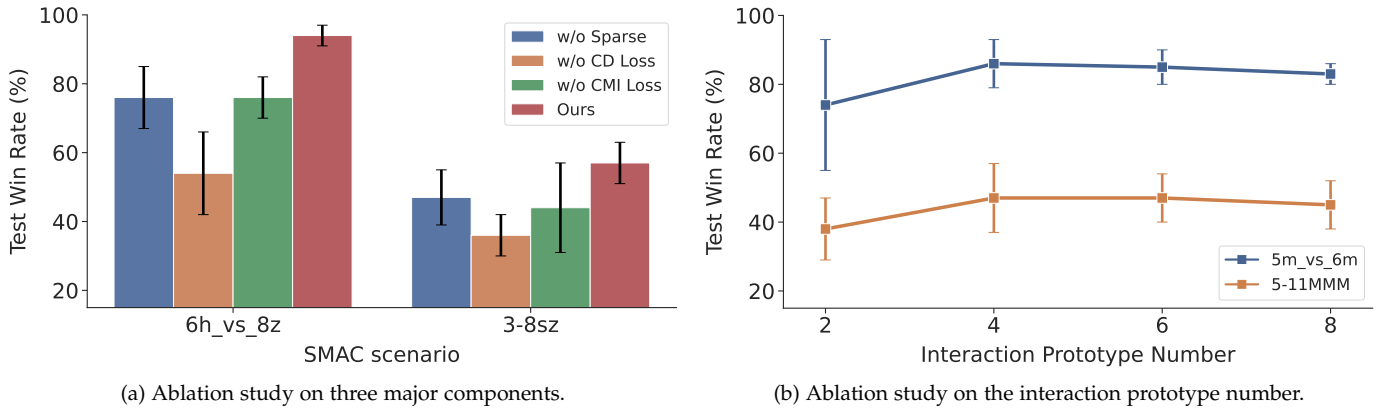 100
80
60
40
20
Test Win Rate (%)
w/o Sparse
w/o CD Loss
w/o CMI Loss
Ours
6h_vs_8z
3-8sz
SMAC scenario
(a) Ablation study on three major components.
100
80
60
40
20
Test Win Rate (%)
5m_vs_6m
5-11MMM
2
4
6
8
Interaction Prototype Number
(b) Ablation study on the interaction prototype number.